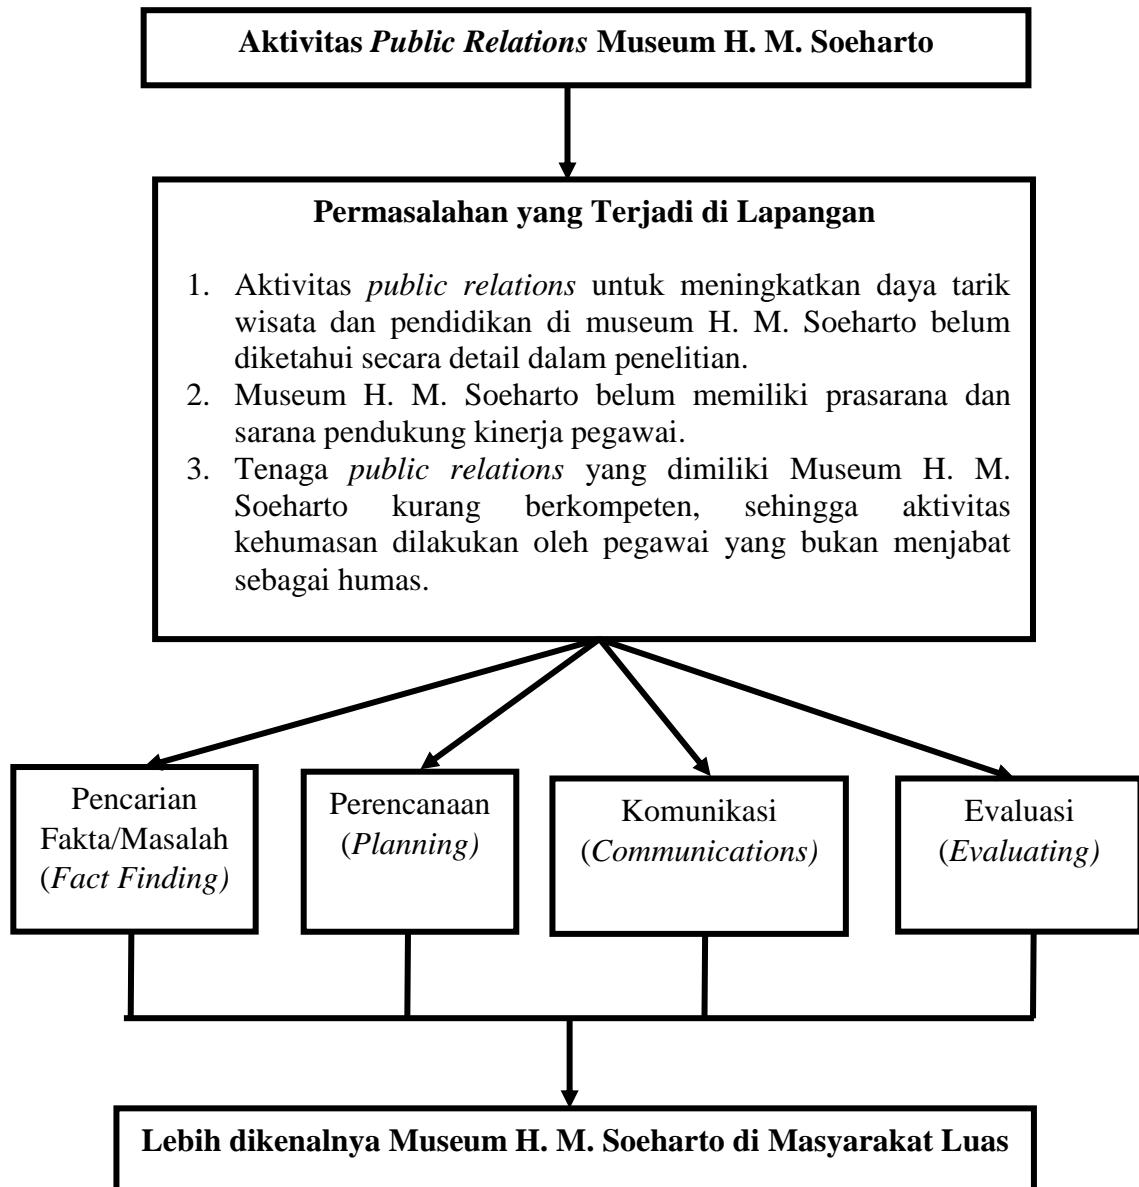 Aktivitas Public Relations Museum H. M. Soeharto
Permasalahan yang Terjadi di Lapangan
1. Aktivitas public relations untuk meningkatkan daya tarik
wisata dan pendidikan di museum H. M. Soeharto belum
diketahui secara detail dalam penelitian.
2. Museum H. M. Soeharto belum memiliki prasarana dan
sarana pendukung kinerja pegawai.
3. Tenaga public relations yang dimiliki Museum H. M.
Soeharto kurang berkompeten, sehingga aktivitas
kehumasan dilakukan oleh pegawai yang bukan menjabat
sebagai humas.
Pencarian
Fakta/Masalah
(Fact Finding)
Perencanaan
(Planning)
Komunikasi
(Communications)
Evaluasi
(Evaluating)
Lebih dikenalnya Museum H. M. Soeharto di Masyarakat Luas